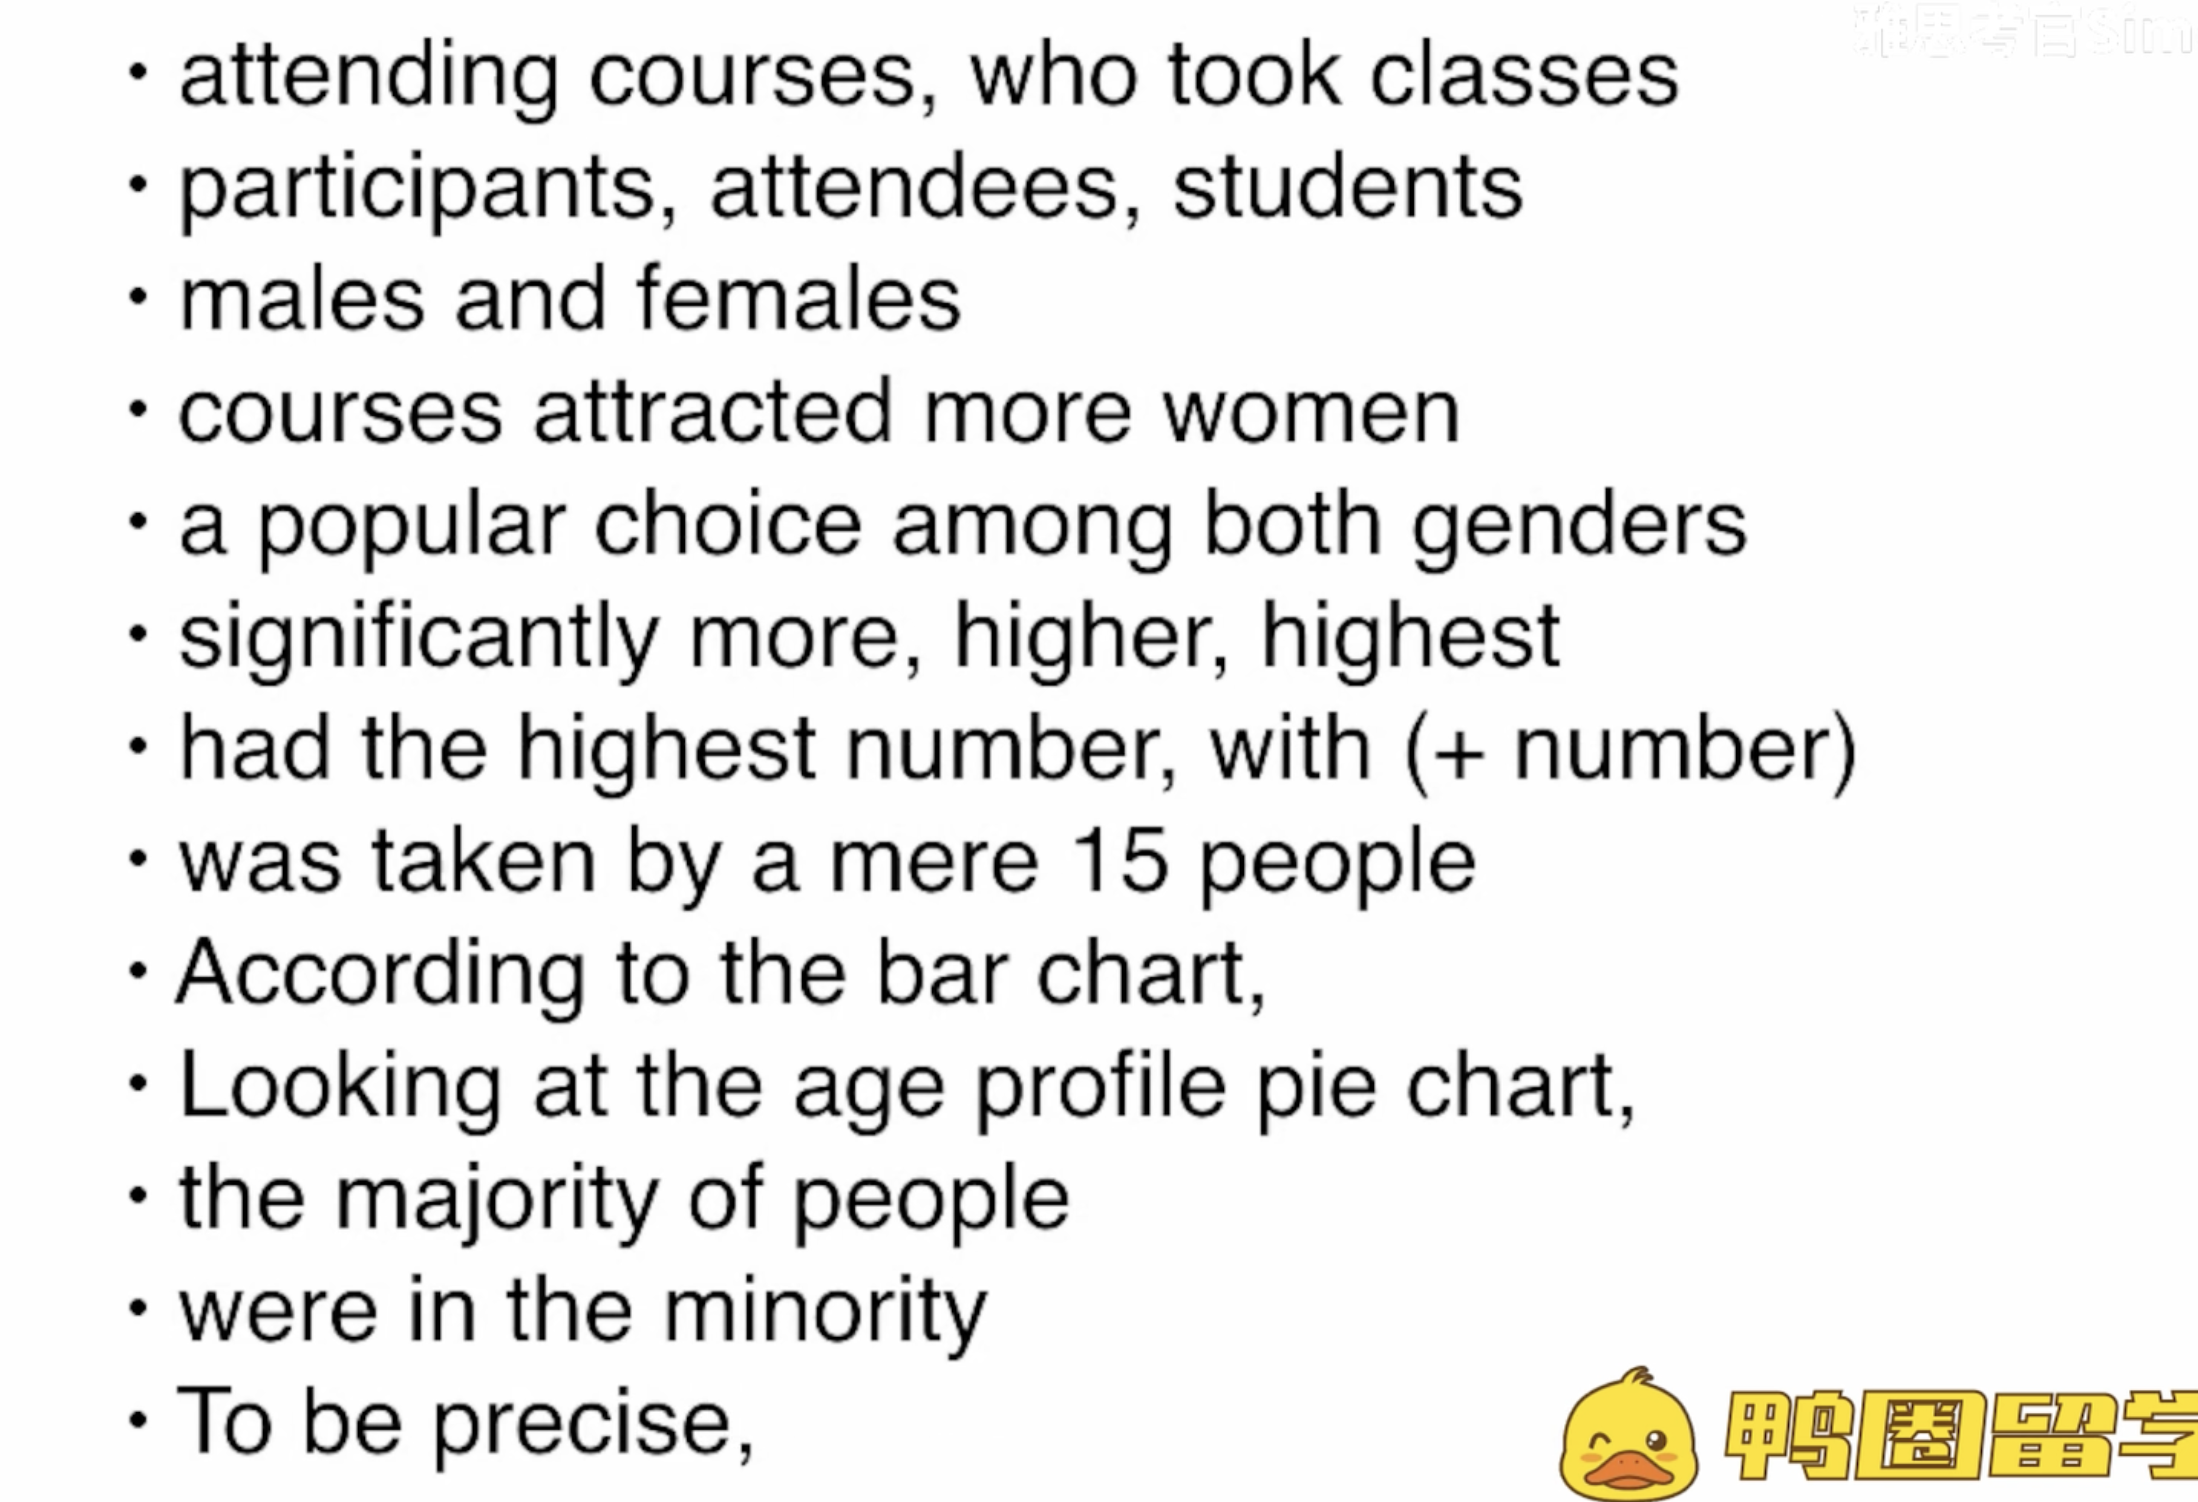 雅思考官Sim
• attending courses, who took classes
• participants, attendees, students
• males and females
• courses attracted more women
• a popular choice among both genders
• significantly more, higher, highest
• had the highest number, with (+ number)
• was taken by a mere 15 people
• According to the bar chart,
• Looking at the age profile pie chart,
• the majority of people
• were in the minority
• To be precise,
鸭圈留学